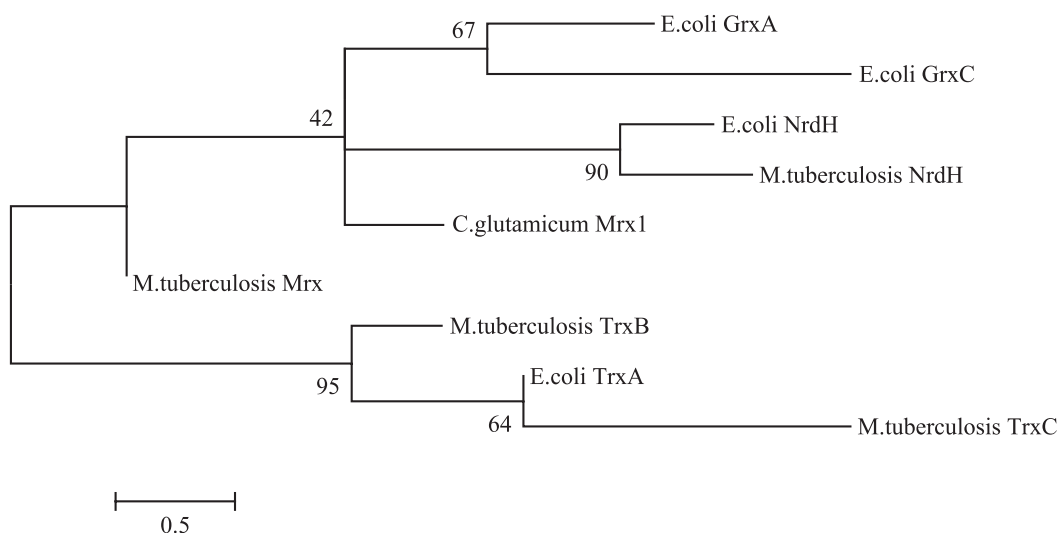 67
E.coli GrxA
E.coli GrxC
42
E.coli NrdH
90
M.tuberculosis NrdH
C.glutamicum Mrx1
M.tuberculosis Mrx
M.tuberculosis TrxB
95
E.coli TrxA
64
M.tuberculosis TrxC
0.5